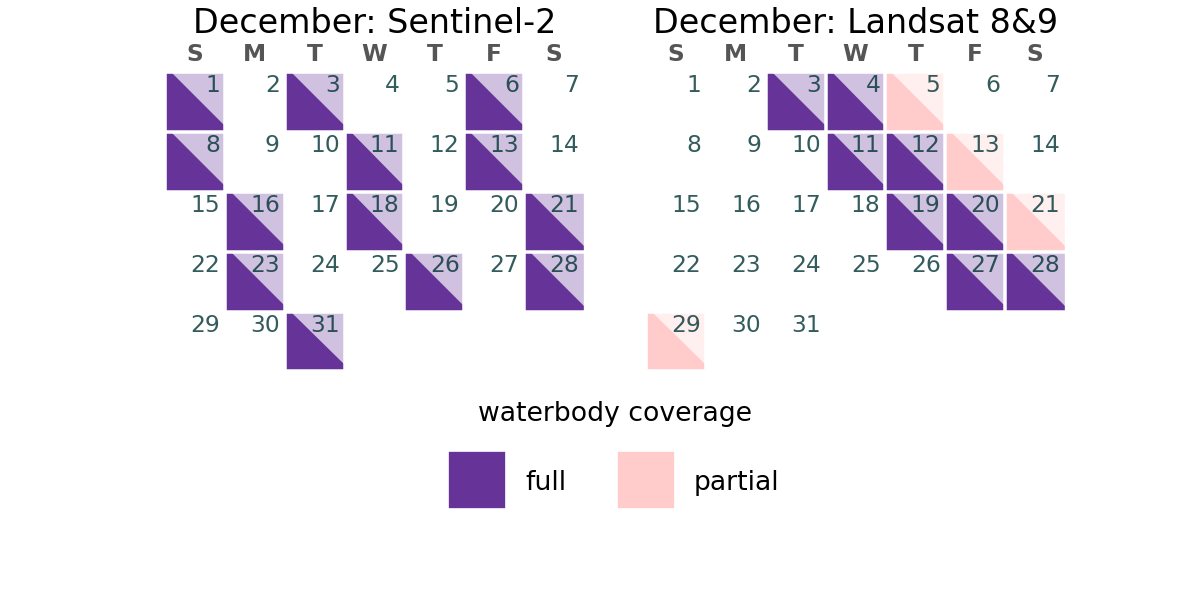 December: Sentinel-2
S M T W T F S
1 2 3 4 5 6 7
8 9 10 11 12 13 14
15 16 17 18 19 20 21
22 23 24 25 26 27 28
29 30 31
December: Landsat 8&9
S M T W T F S
1 2 3 4 5 6 7
8 9 10 11 12 13 14
15 16 17 18 19 20 21
22 23 24 25 26 27 28
29 30 31
waterbody coverage
full partial